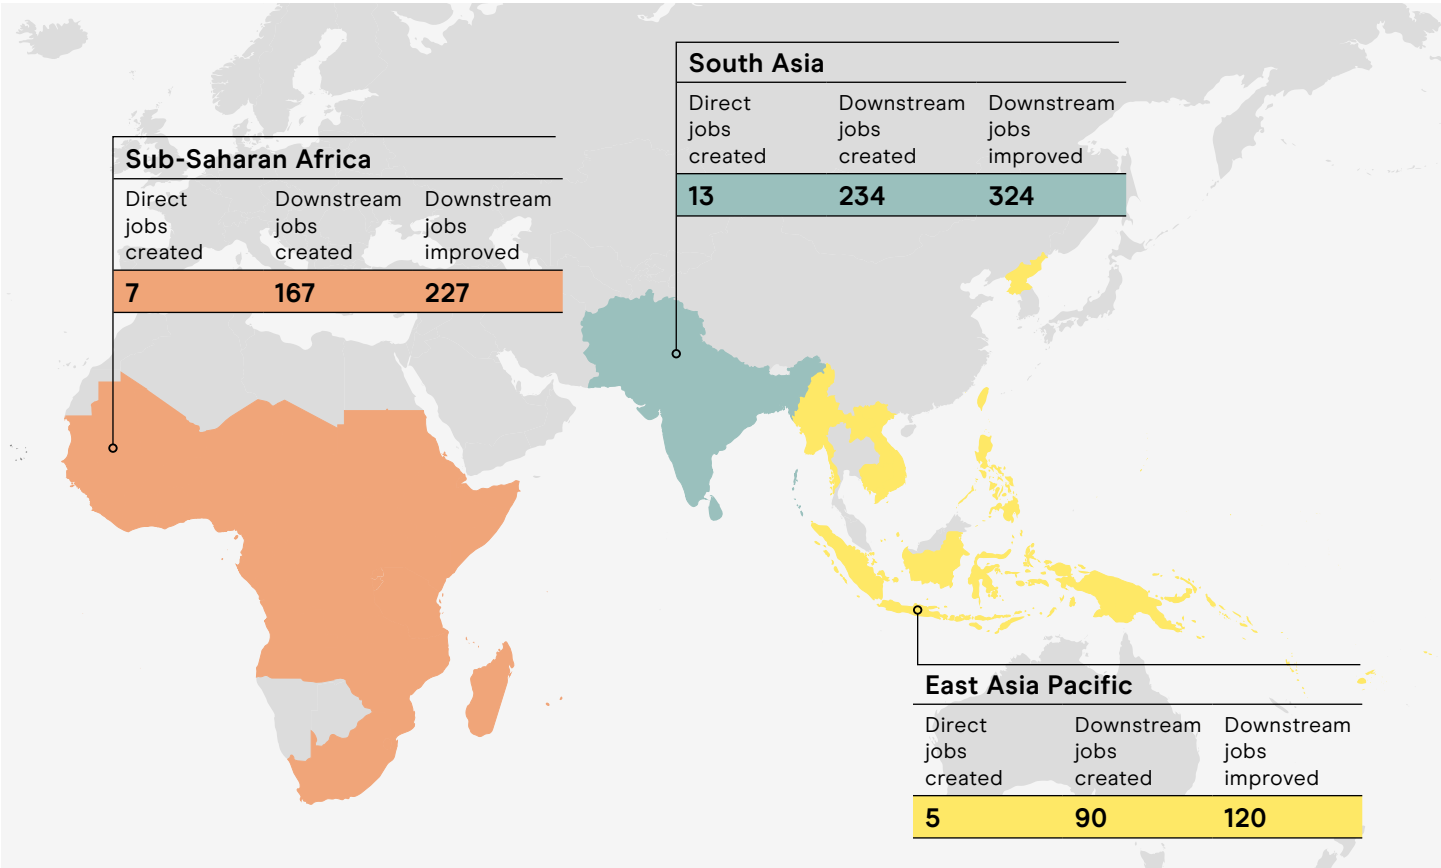 South Asia
Direct jobs created
Downstream jobs created
Downstream jobs improved
13 234 324
Sub-Saharan Africa
Direct jobs created
Downstream jobs created
Downstream jobs improved
7 167 227
East Asia Pacific
Direct jobs created
Downstream jobs created
Downstream jobs improved
5 90 120